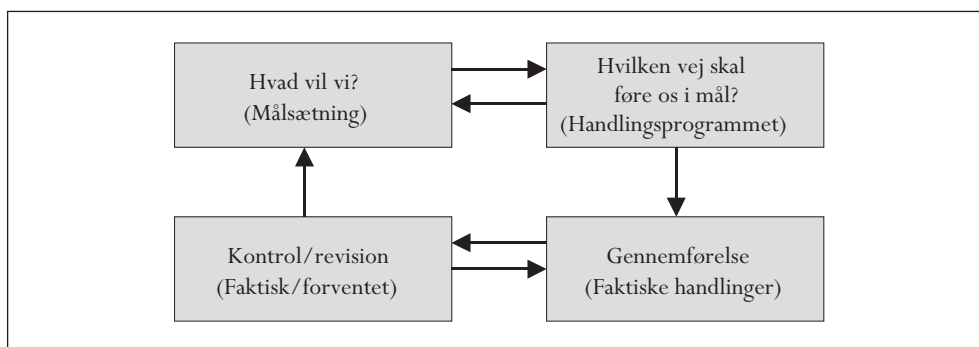 Hvad vil vi?
(Målsætning)
Hvilken vej skal
føre os i mål?
(Handlingsprogrammet)
Kontrol/revision
(Faktisk/forventet)
Gennemførelse
(Faktiske handlinger)